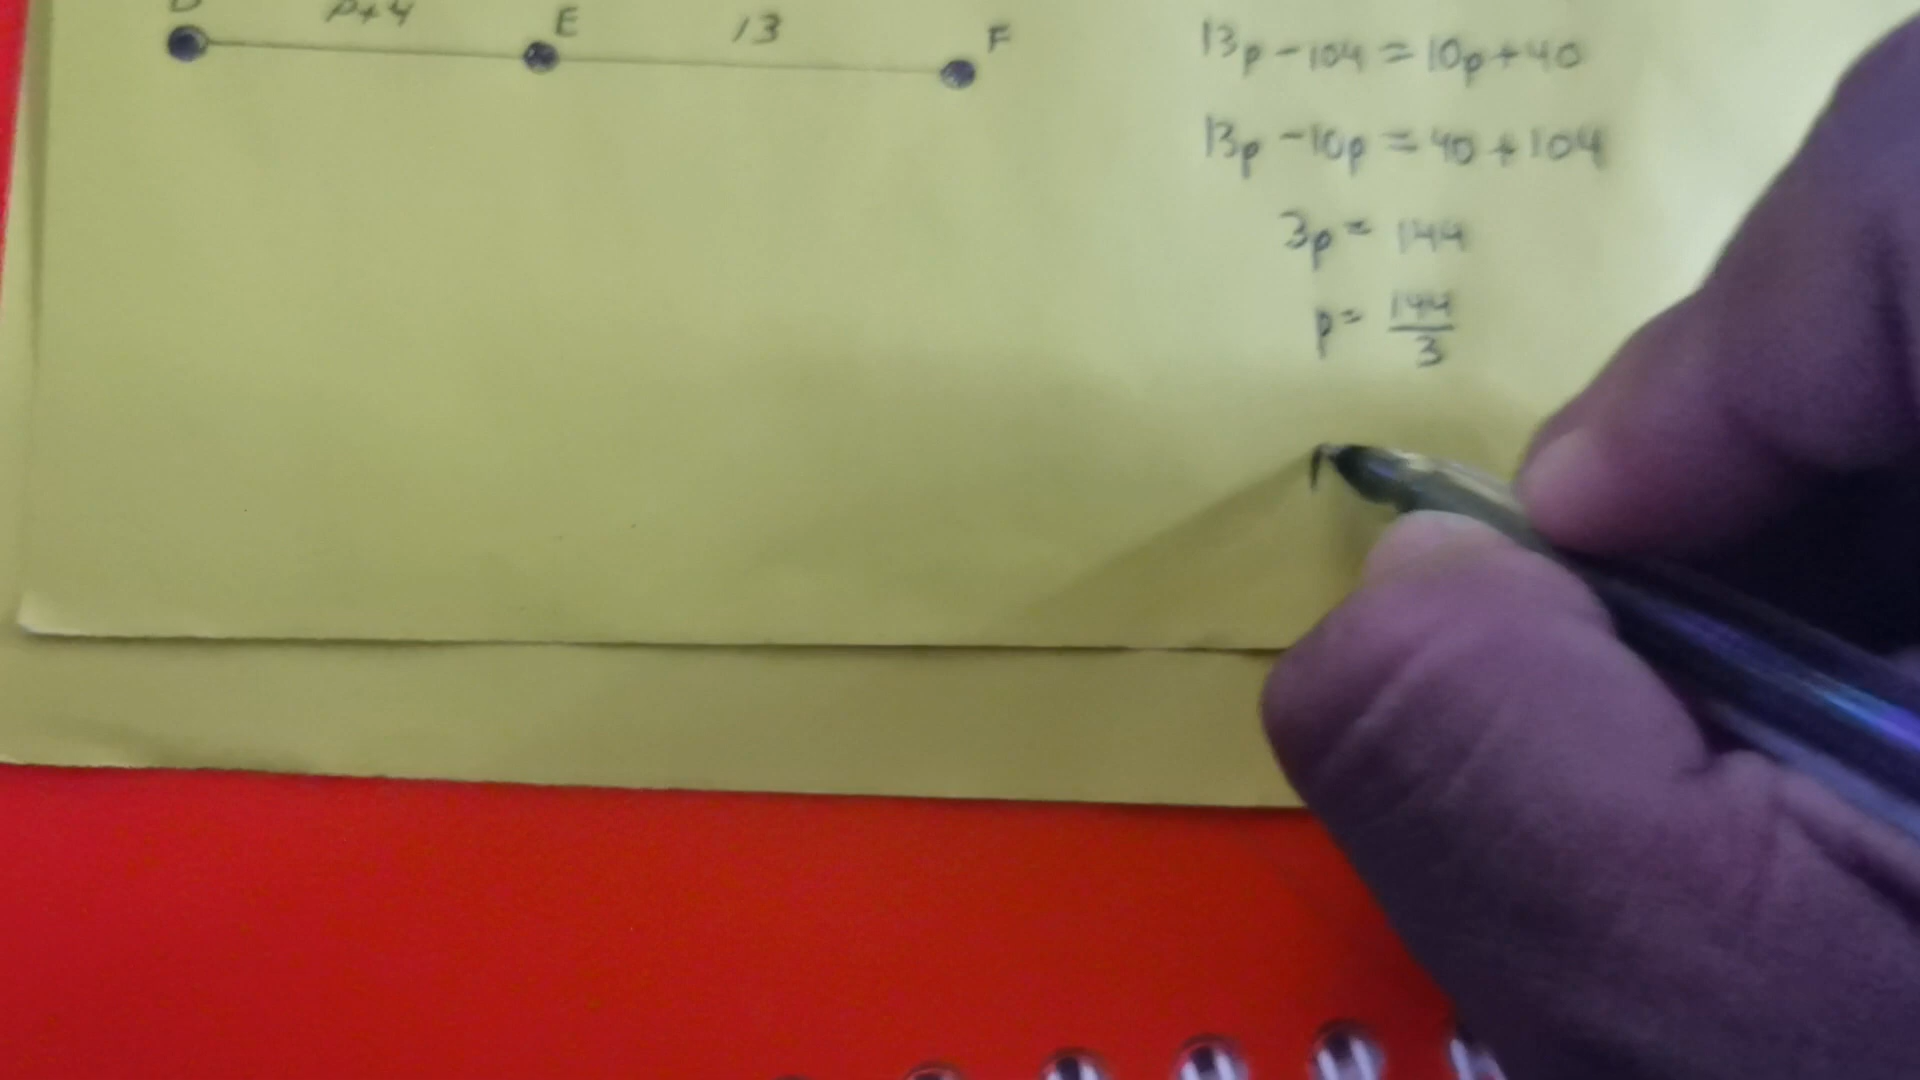 D p+4 E 13 F
13p - 104 = 10p + 40
13p - 10p = 40 + 104
3p = 144
p = 144/3